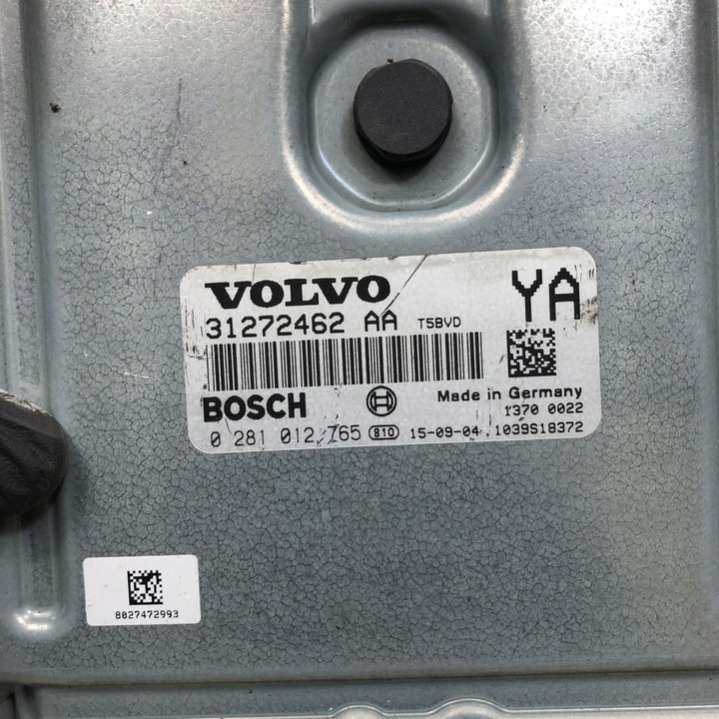 VOLVO
YA
31272462 AA T5BVD
BOSCH
Made in Germany
1370 0022
0 281 012 765 810 15-09-04 1039S18372
8027472993